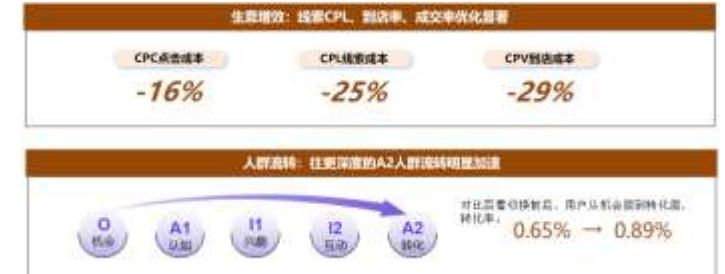 生意增效：线索CPL、到店率、成交率优化显著
CPC点击成本
CPL线索成本
CPV到店成本
-16%
-25%
-29%
人群流转：往更深度的A2人群流转明显加速
O
机会
A1
认知
I1
兴趣
I2
互动
A2
转化
对比巨量引擎前后，用户从机会层到转化层，
转化率：
0.65% → 0.89%